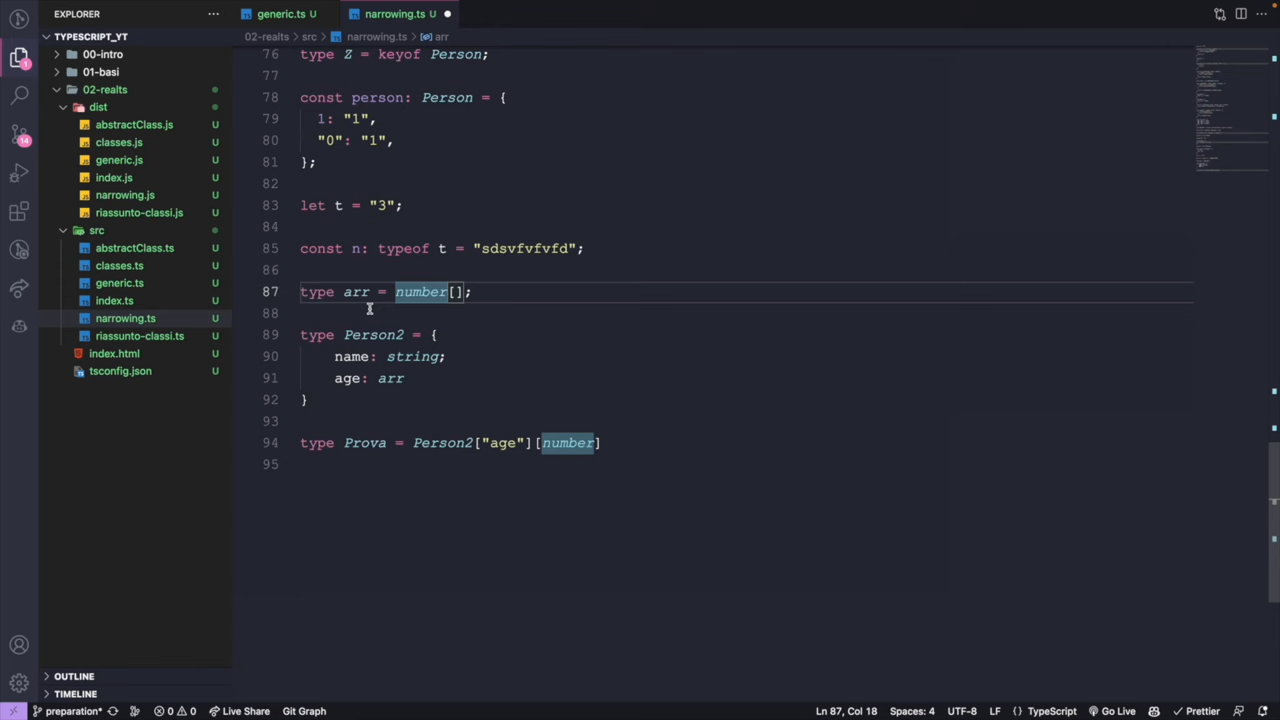 EXPLORER
...
generic.ts U
narrowing.ts U
TYPESCRIPT_YT
02-realts > src > narrowing.ts > arr
00-intro
01-basi
02-realts
dist
abstractClass.js U
classes.js U
generic.js U
index.js U
narrowing.js U
riassunto-classi.js U
src
abstractClass.ts U
classes.ts U
generic.ts U
index.ts U
narrowing.ts U
riassunto-classi.ts U
index.html U
tsconfig.json U
OUTLINE
TIMELINE
1
14
76 type Z = keyof Person;
77
78 const person: Person = {
79 1: "1",
80 "0": "1",
81 };
82
83 let t = "3";
84
85 const n: typeof t = "sdsvfvfvfd";
86
87 type arr = number[];
88
89 type Person2 = {
90 name: string;
91 age: arr
92 }
93
94 type Prova = Person2["age"][number]
95
preparation* 0 0 Live Share Git Graph Ln 87, Col 18 Spaces: 4 UTF-8 LF {} TypeScript Go Live Prettier